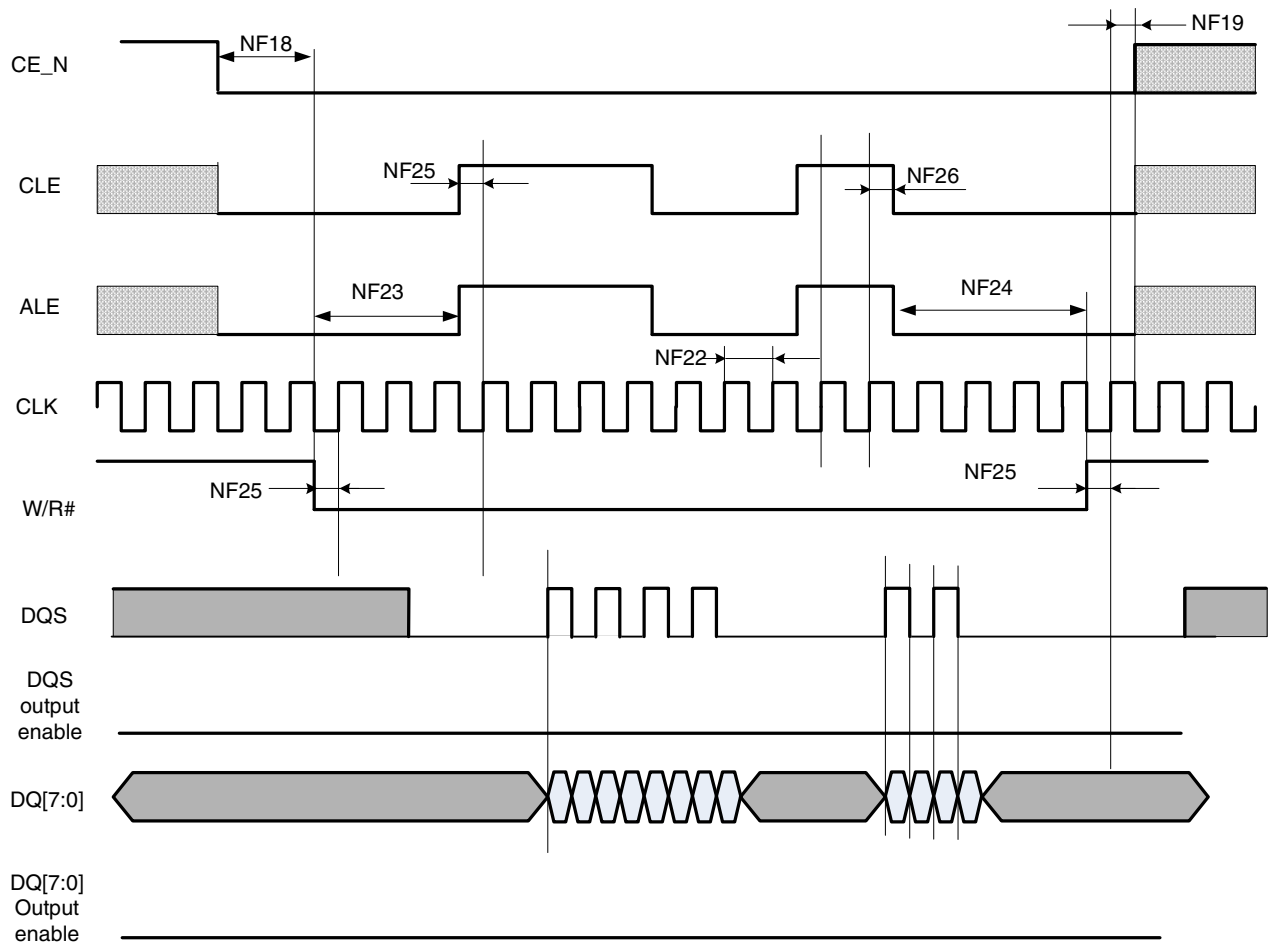 NF19
NF18
CE_N
NF25
NF26
CLE
NF23
NF24
ALE
NF22
CLK
NF25
NF25
W/R#
DQS
DQS
output
enable
DQ[7:0]
DQ[7:0]
Output
enable